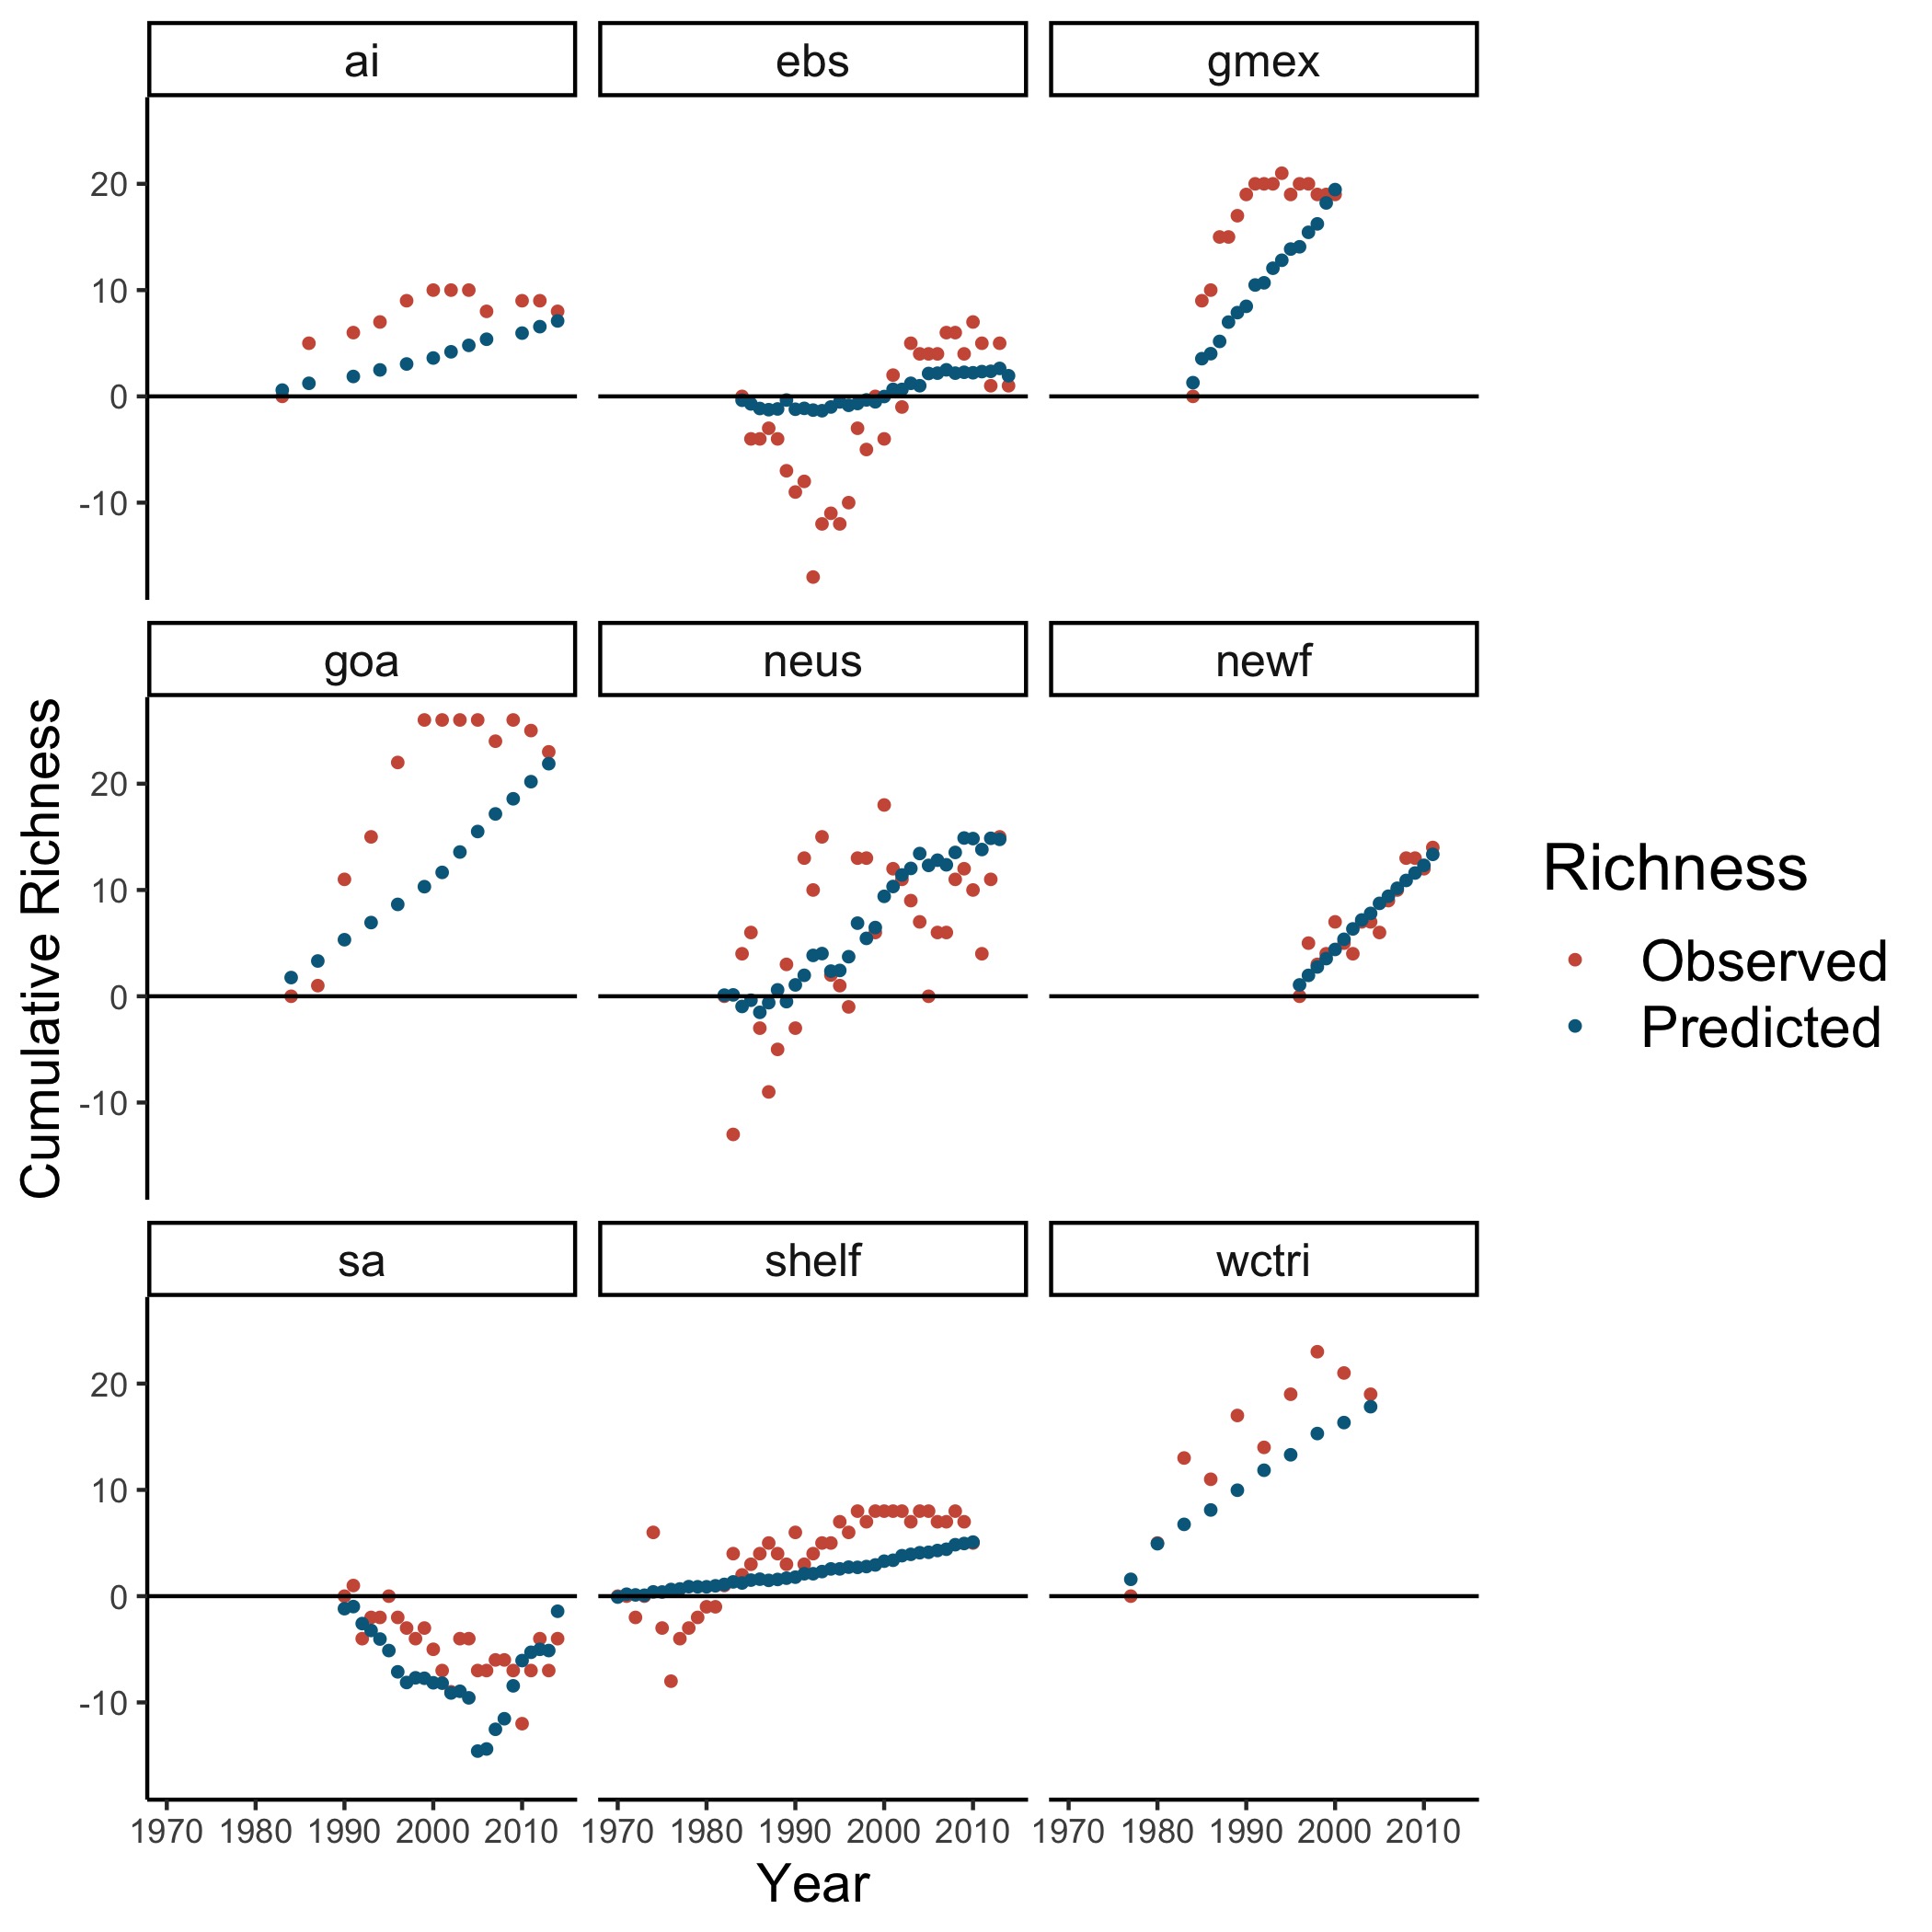 ai
ebs
gmex
20
10
0
-10
goa
neus
newf
20
10
0
-10
Cumulative Richness
Richness
Observed
Predicted
sa
shelf
wctri
20
10
0
-10
1970 1980 1990 2000 2010
1970 1980 1990 2000 2010
1970 1980 1990 2000 2010
Year